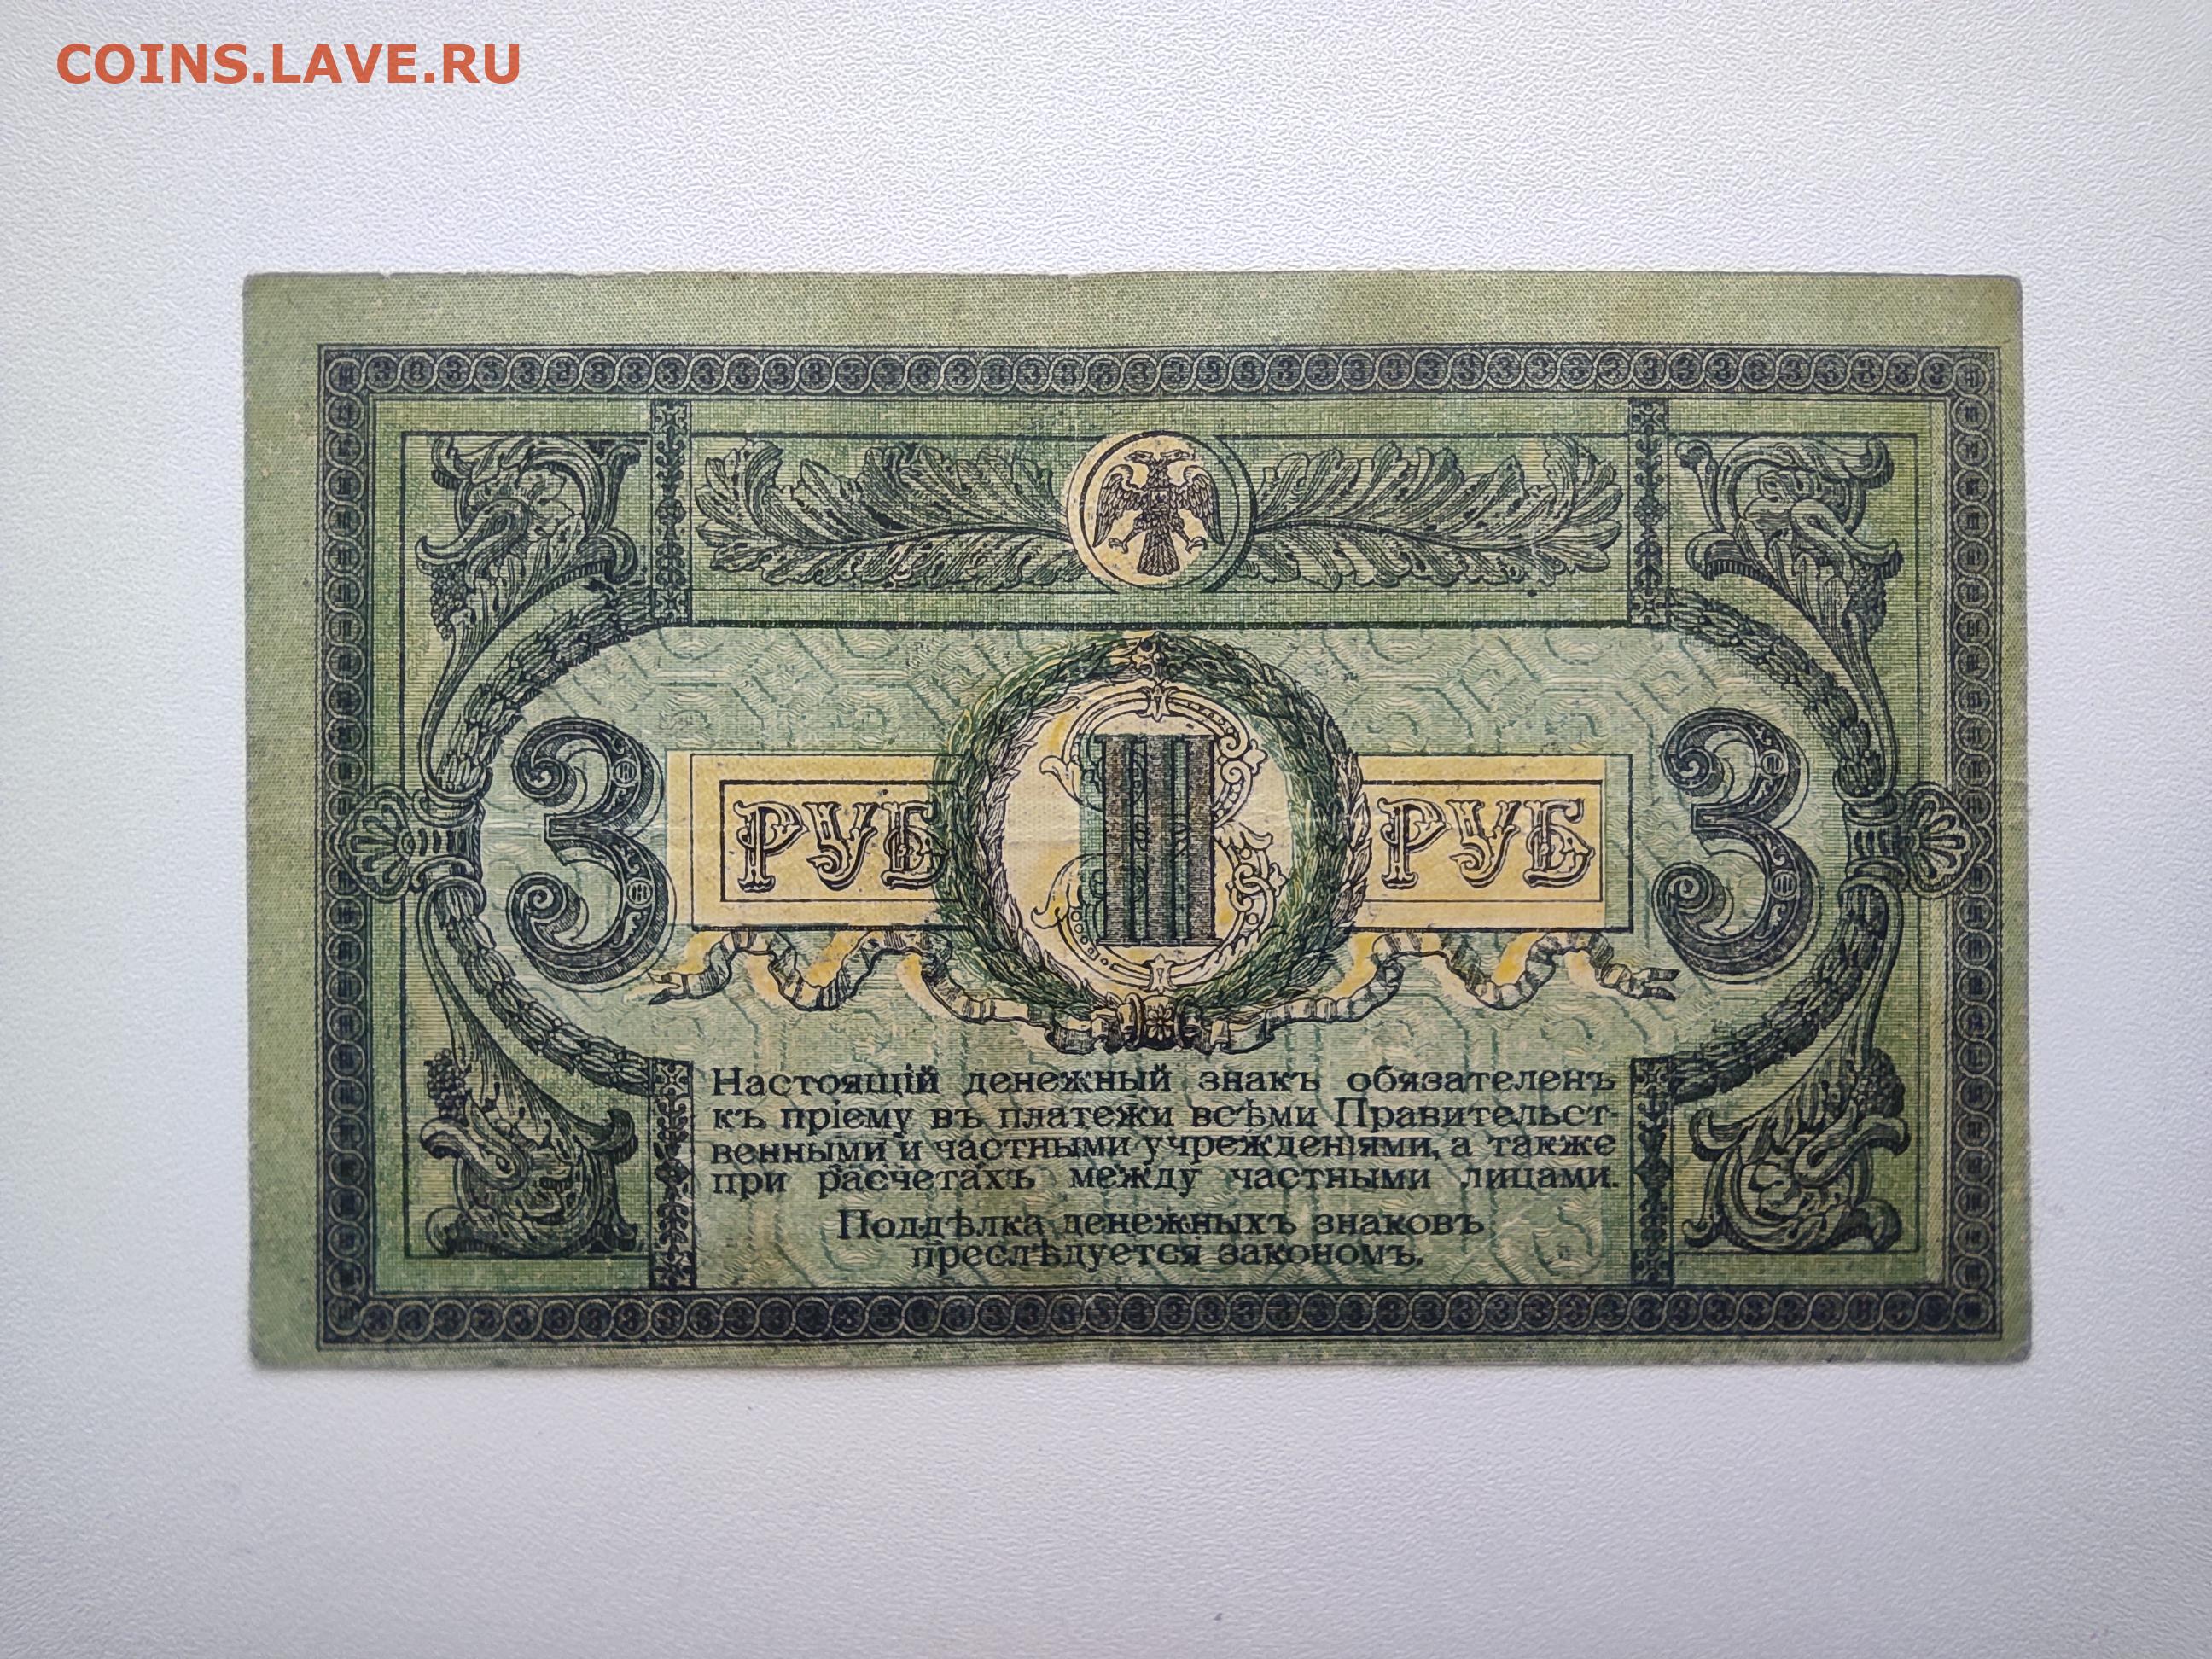 COINS.LAVE.RU
3 РУБ III РУБ 3
Настоящій денежный знакъ обязателенъ
къ пріему въ платежи всѣми Правительст-
венными и частными учрежденіями, а также
при расчетахъ между частными лицами.
Поддѣлка денежныхъ знаковъ
преслѣдуется закономъ.